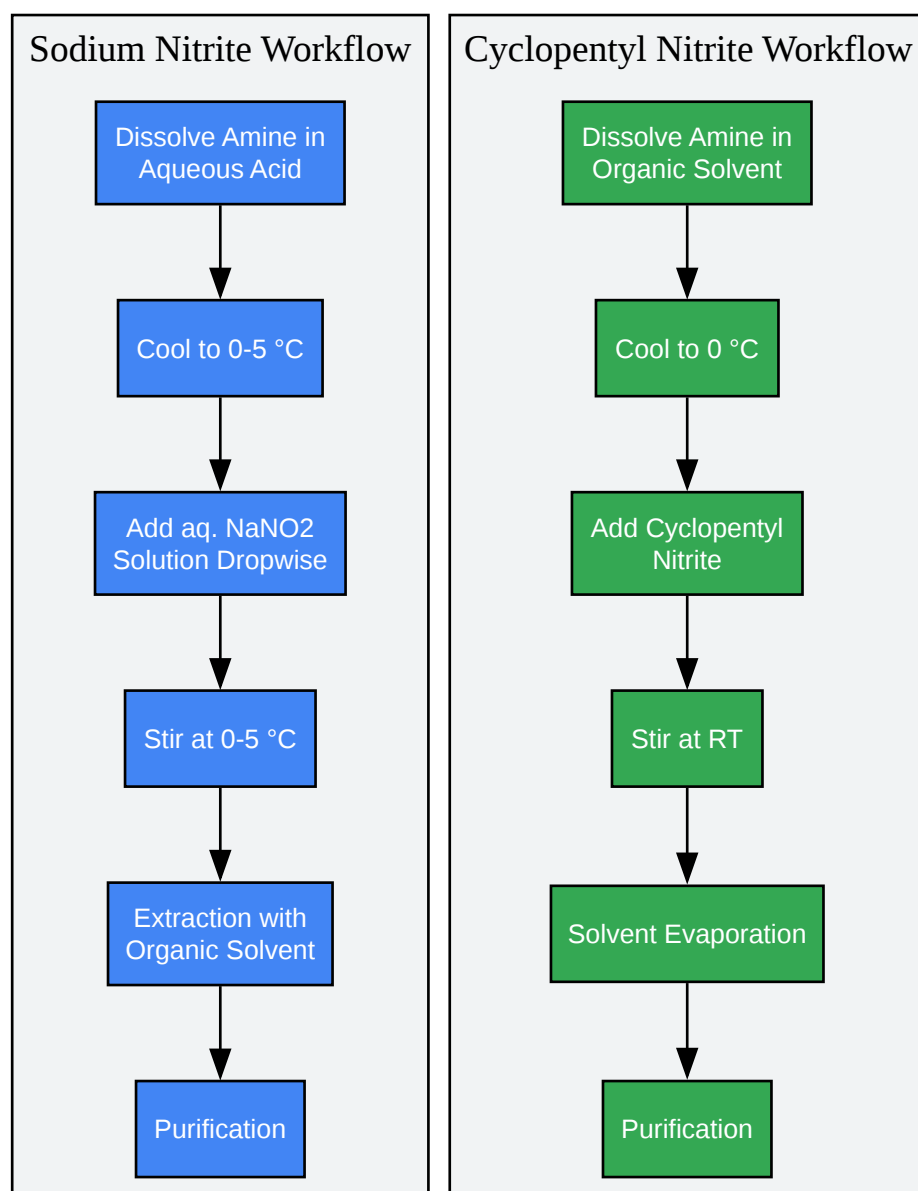 Sodium Nitrite Workflow
Dissolve Amine in
Aqueous Acid
Cool to 0-5 °C
Add aq. NaNO2
Solution Dropwise
Stir at 0-5 °C
Extraction with
Organic Solvent
Purification
Cyclopentyl Nitrite Workflow
Dissolve Amine in
Organic Solvent
Cool to 0 °C
Add Cyclopentyl
Nitrite
Stir at RT
Solvent Evaporation
Purification